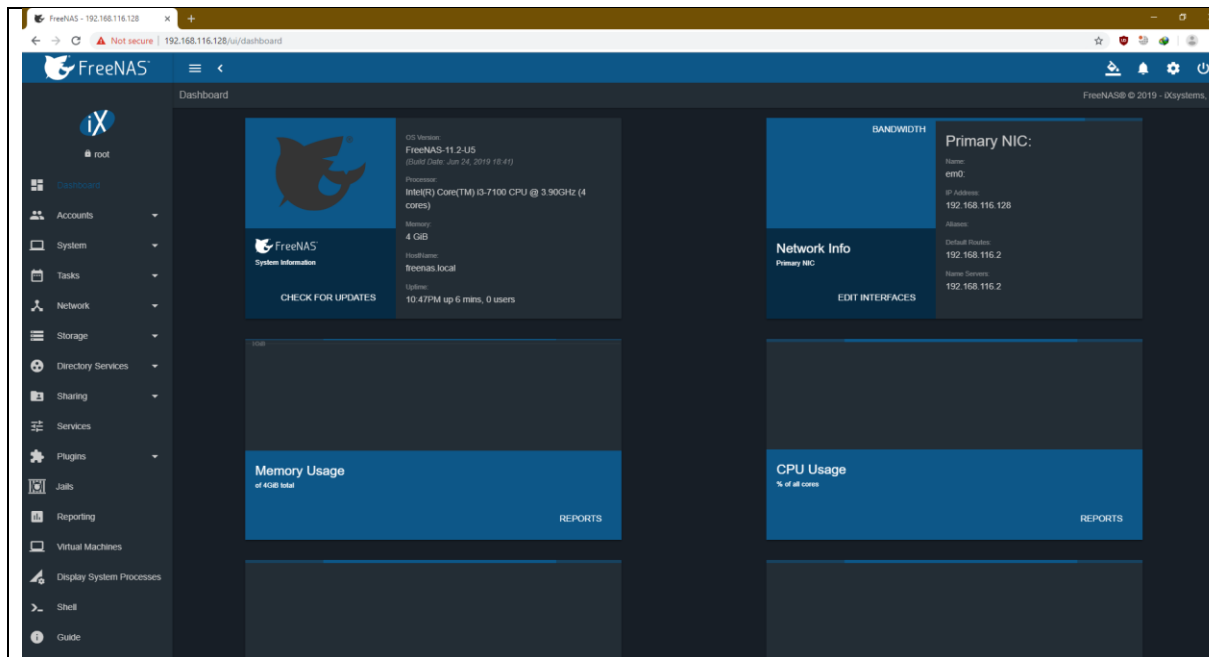 FreeNAS - 192.168.116.128
Not secure | 192.168.116.128/ui/dashboard
FreeNAS
iX
root
Dashboard
Accounts
System
Tasks
Network
Storage
Directory Services
Sharing
Services
Plugins
Jails
Reporting
Virtual Machines
Display System Processes
Shell
Guide
Dashboard
FreeNAS® © 2019 - iXsystems,
FreeNAS
System Information
CHECK FOR UPDATES
OS Version:
FreeNAS-11.2-U5
(Build Date: Jun 24, 2019 18:41)
Processor:
Intel(R) Core(TM) i3-7100 CPU @ 3.90GHz (4
cores)
Memory:
4 GiB
HostName:
freenas.local
Uptime:
10:47PM up 6 mins, 0 users
BANDWIDTH
Network Info
Primary NIC
EDIT INTERFACES
Primary NIC:
Name:
em0:
IP Address:
192.168.116.128
Aliases:
Default Routes:
192.168.116.2
Name Servers:
192.168.116.2
Memory Usage
of 4GiB total
REPORTS
CPU Usage
% of all cores
REPORTS